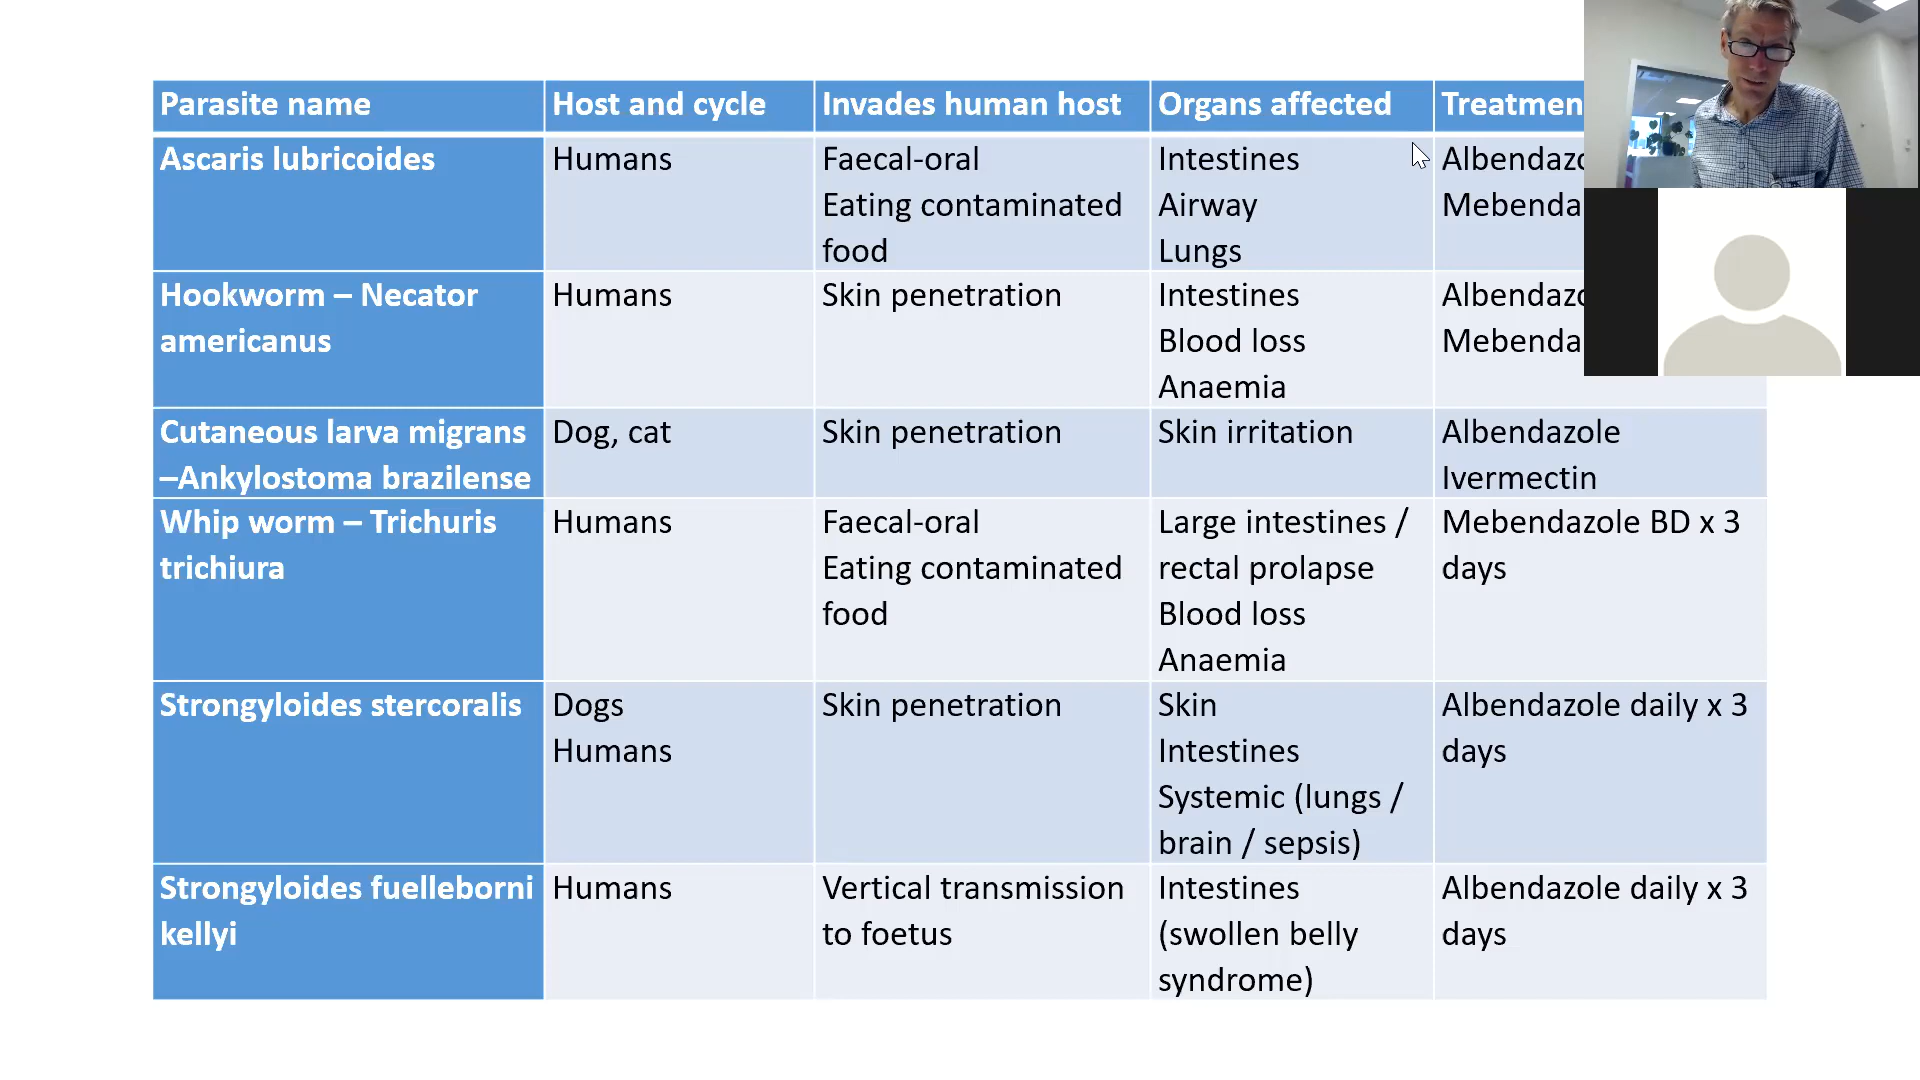 Parasite name
Host and cycle
Invades human host
Organs affected
Ascaris lubricoides
Humans
Faecal-oral
Eating contaminated
food
Intestines
Airway
Lungs
Hookworm – Necator
americanus
Humans
Skin penetration
Intestines
Blood loss
Anaemia
Cutaneous larva migrans
–Ankylostoma brazilense
Dog, cat
Skin penetration
Skin irritation
Albendazole
Ivermectin
Whip worm – Trichuris
trichiura
Humans
Faecal-oral
Eating contaminated
food
Large intestines /
rectal prolapse
Blood loss
Anaemia
Mebendazole BD x 3
days
Strongyloides stercoralis
Dogs
Humans
Skin penetration
Skin
Intestines
Systemic (lungs /
brain / sepsis)
Albendazole daily x 3
days
Strongyloides fuelleborni
kellyi
Humans
Vertical transmission
to foetus
Intestines
(swollen belly
syndrome)
Albendazole daily x 3
days